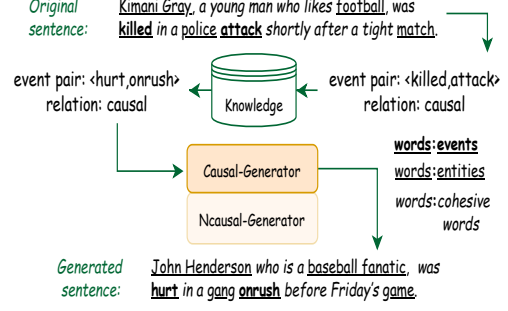 Original
sentence:
Kimani Gray, a young man who likes football, was
killed in a police attack shortly after a tight match.
event pair: <hurt,onrush>
relation: causal
Knowledge
event pair: <killed,attack>
relation: causal
words:events
words:entities
words:cohesive
words
Causal-Generator
Ncausal-Generator
Generated
sentence:
John Henderson who is a baseball fanatic, was
hurt in a gang onrush before Friday's game.